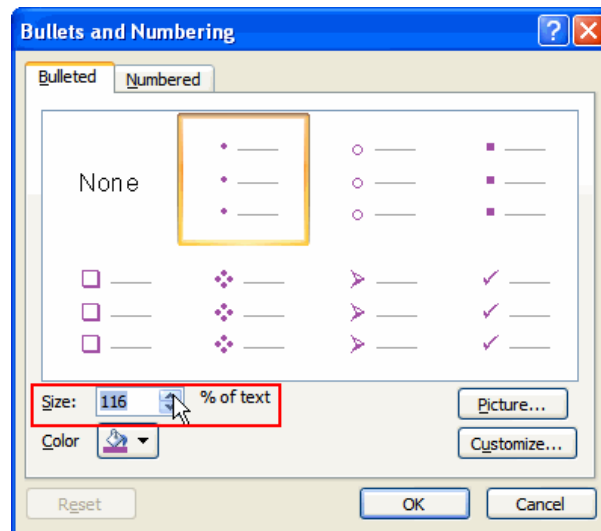 Bullets and Numbering
Bulleted Numbered
None
Size: 116 % of text
Picture...
Color
Customize...
Reset OK Cancel